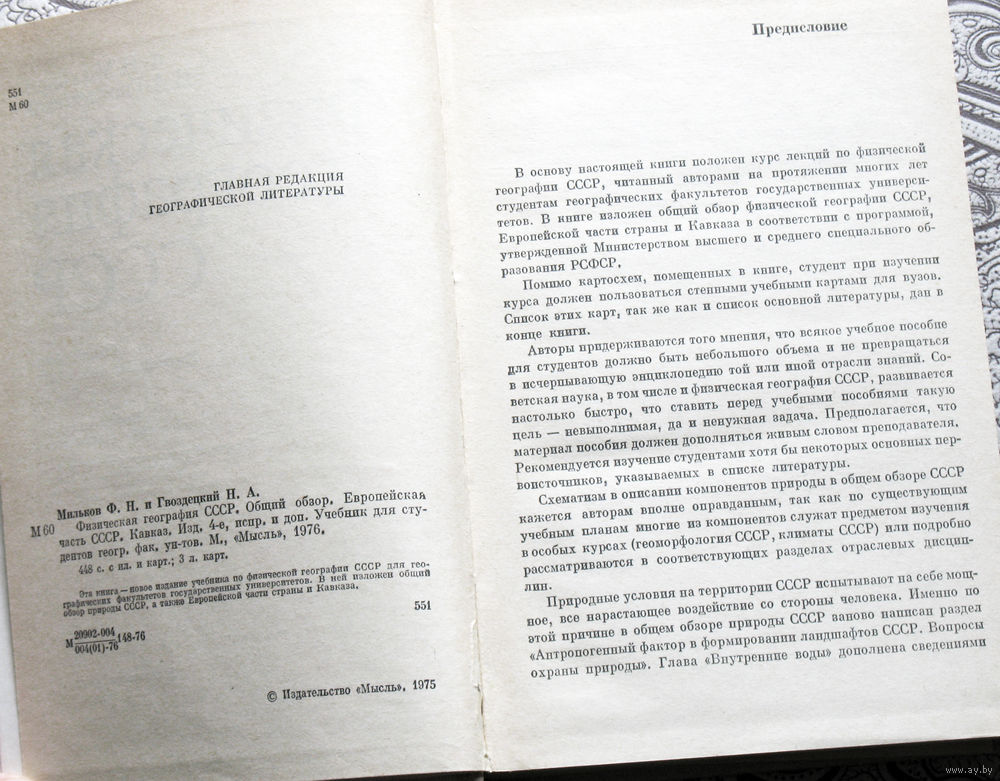 551
М 60
ГЛАВНАЯ РЕДАКЦИЯ
ГЕОГРАФИЧЕСКОЙ ЛИТЕРАТУРЫ
Мильков Ф. Н. и Гвоздецкий Н. А.
М 60
Физическая география СССР. Общий обзор. Европейская
часть СССР. Кавказ. Изд. 4-е, испр. и доп. Учебник для сту-
дентов геогр. фак. ун-тов. М., «Мысль», 1976.
448 с. с ил. и карт.; 3 л. карт.
Эта книга — новое издание учебника по физической географии СССР для гео-
графических факультетов государственных университетов. В ней изложен общий
обзор природы СССР, а также Европейской части страны и Кавказа.
М 20902-004
004(01)-76 148-76
551
© Издательство «Мысль», 1975
Предисловие
В основу настоящей книги положен курс лекций по физической
географии СССР, читанный авторами на протяжении многих лет
студентам географических факультетов государственных универси-
тетов. В книге изложен общий обзор физической географии СССР,
Европейской части страны и Кавказа в соответствии с программой,
утвержденной Министерством высшего и среднего специального об-
разования РСФСР.
Помимо картосхем, помещенных в книге, студент при изучении
курса должен пользоваться стенными учебными картами для вузов.
Список этих карт, так же как и список основной литературы, дан в
конце книги.
Авторы придерживаются того мнения, что всякое учебное пособие
для студентов должно быть небольшого объема и не превращаться
в исчерпывающую энциклопедию той или иной отрасли знаний. Со-
ветская наука, в том числе и физическая география СССР, развивается
настолько быстро, что ставить перед учебными пособиями такую
цель — невыполнимая, да и ненужная задача. Предполагается, что
материал пособия должен дополняться живым словом преподавателя.
Рекомендуется изучение студентами хотя бы некоторых основных пер-
воисточников, указываемых в списке литературы.
Схематизм в описании компонентов природы в общем обзоре СССР
кажется авторам вполне оправданным, так как по существующим
учебным планам многие из компонентов служат предметом изучения
в особых курсах (геоморфология СССР, климаты СССР) или подробно
рассматриваются в соответствующих разделах отраслевых дисцип-
лин.
Природные условия на территории СССР испытывают на себе мощ-
ное, все нарастающее воздействие со стороны человека. Именно по
этой причине в общем обзоре природы СССР заново написан раздел
«Антропогенный фактор в формировании ландшафтов СССР. Вопросы
охраны природы». Глава «Внутренние воды» дополнена сведениями
www.ay.by